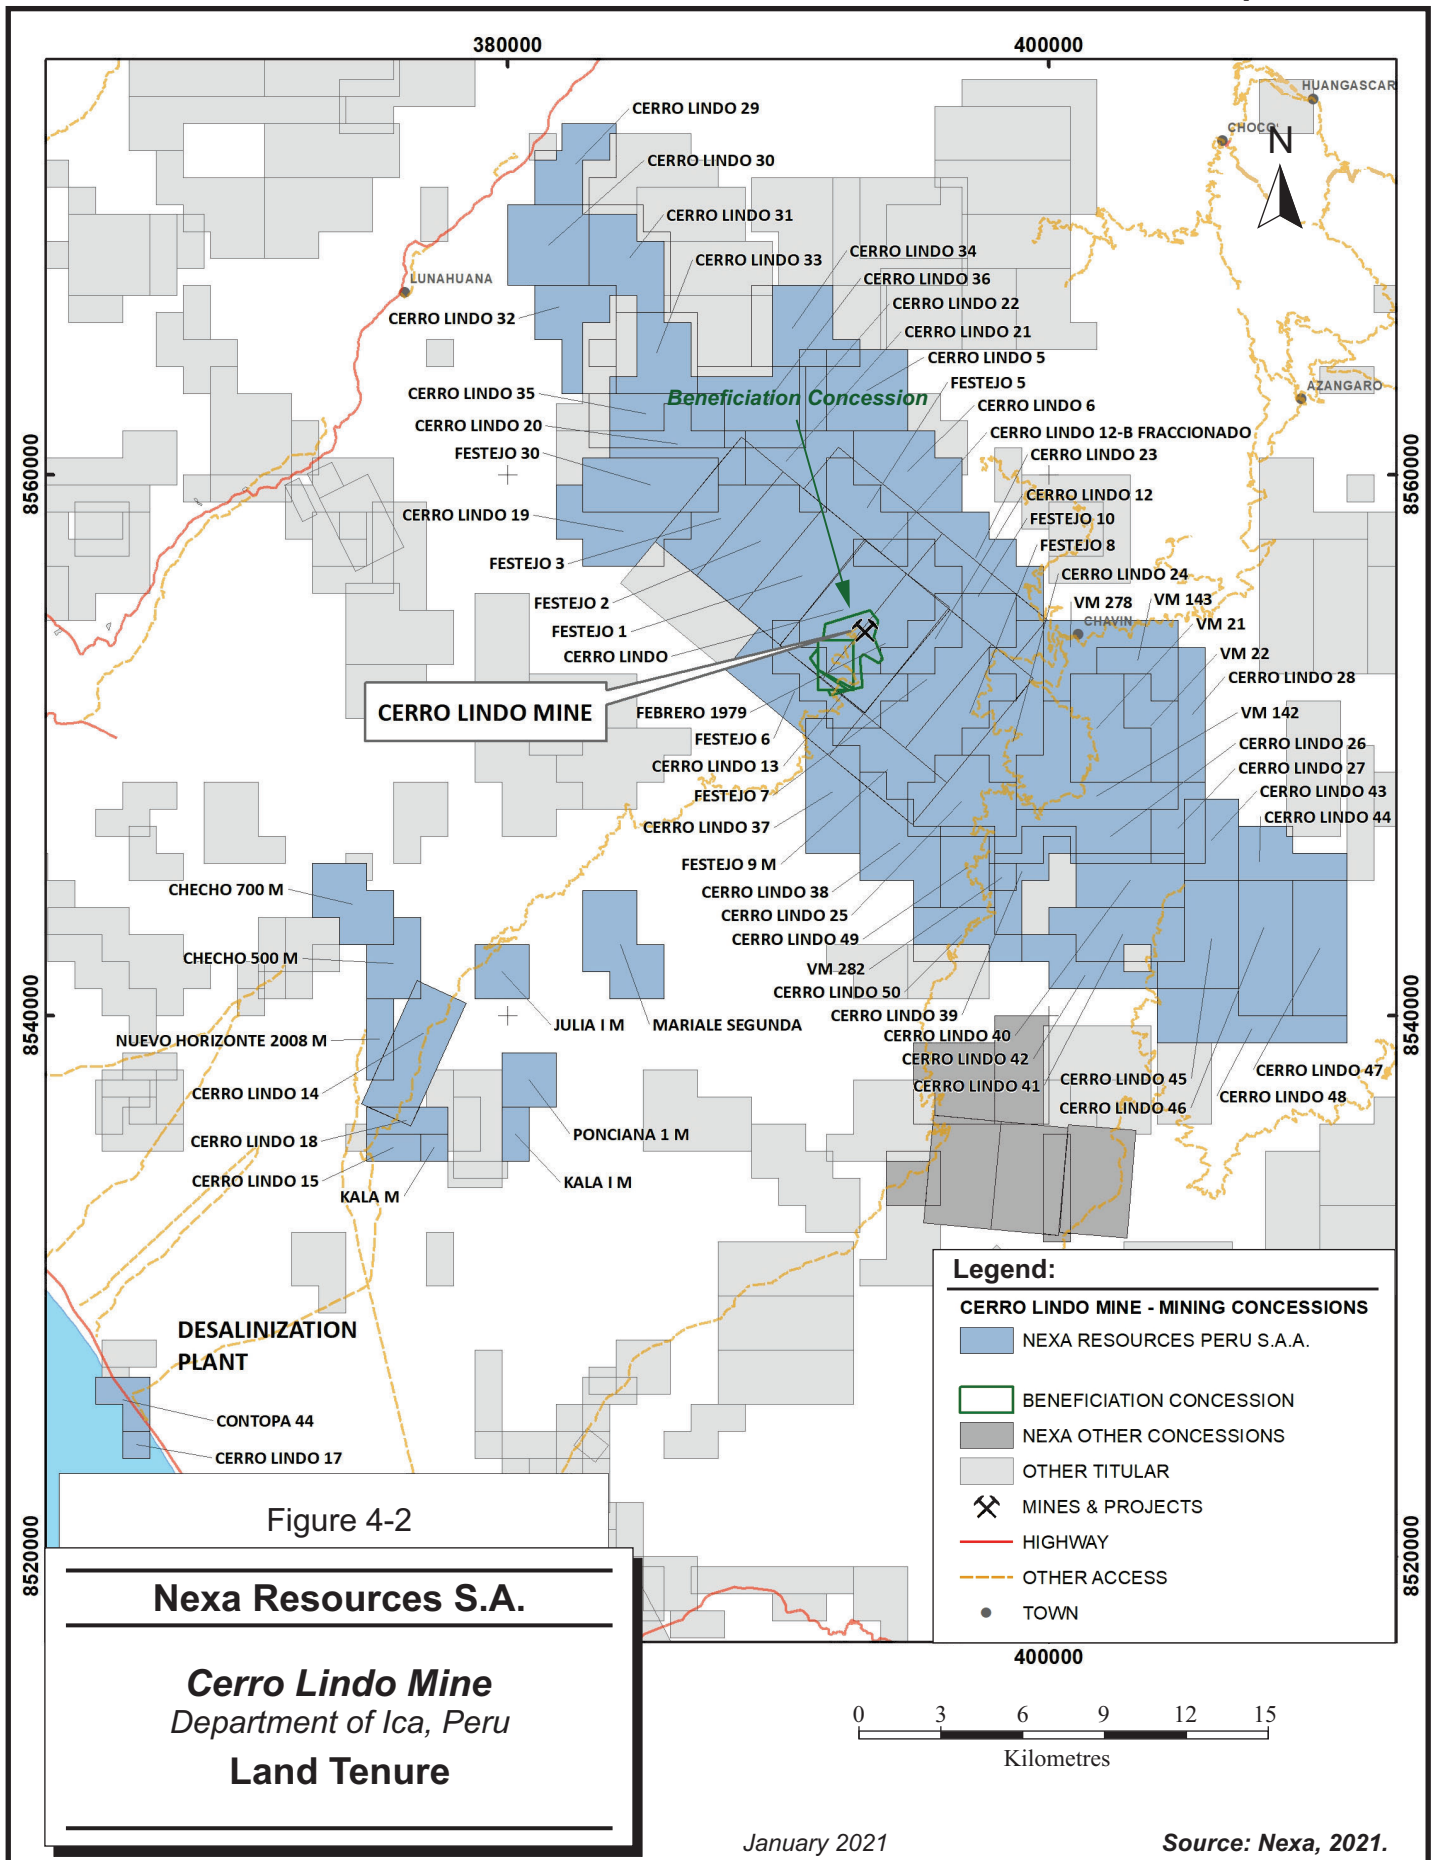 380000
400000
HUANGASCAR
CERRO LINDO 29
CHOCO'
N
CERRO LINDO 30
CERRO LINDO 31
CERRO LINDO 33
CERRO LINDO 34
LUNAHUANA
CERRO LINDO 36
CERRO LINDO 22
CERRO LINDO 32
CERRO LINDO 21
CERRO LINDO 5
FESTEJO 5
AZANGARO
CERRO LINDO 35
Beneficiation Concession
CERRO LINDO 6
CERRO LINDO 20
CERRO LINDO 12-B FRACCIONADO
FESTEJO 30
CERRO LINDO 23
8560000
8560000
CERRO LINDO 12
CERRO LINDO 19
FESTEJO 10
FESTEJO 8
FESTEJO 3
CERRO LINDO 24
FESTEJO 2
VM 278
VM 143
CHAVIN
VM 21
FESTEJO 1
CERRO LINDO
VM 22
CERRO LINDO 28
CERRO LINDO MINE
FEBRERO 1979
VM 142
FESTEJO 6
CERRO LINDO 26
CERRO LINDO 13
CERRO LINDO 27
FESTEJO 7
CERRO LINDO 43
CERRO LINDO 37
CERRO LINDO 44
FESTEJO 9 M
CHECHO 700 M
CERRO LINDO 38
CERRO LINDO 25
CERRO LINDO 49
CHECHO 500 M
VM 282
CERRO LINDO 50
8540000
8540000
CERRO LINDO 39
JULIA I M
MARIALE SEGUNDA
CERRO LINDO 40
NUEVO HORIZONTE 2008 M
CERRO LINDO 42
CERRO LINDO 47
CERRO LINDO 45
CERRO LINDO 41
CERRO LINDO 14
CERRO LINDO 48
CERRO LINDO 46
PONCIANA 1 M
CERRO LINDO 18
CERRO LINDO 15
KALA I M
KALA M
Legend:
CERRO LINDO MINE - MINING CONCESSIONS
NEXA RESOURCES PERU S.A.A.
BENEFICIATION CONCESSION
NEXA OTHER CONCESSIONS
OTHER TITULAR
MINES & PROJECTS
HIGHWAY
OTHER ACCESS
TOWN
DESALINIZATION
PLANT
CONTOPA 44
CERRO LINDO 17
8520000
8520000
Figure 4-2
Nexa Resources S.A.
Cerro Lindo Mine
Department of Ica, Peru
Land Tenure
400000
0 3 6 9 12 15
Kilometres
January 2021
Source: Nexa, 2021.